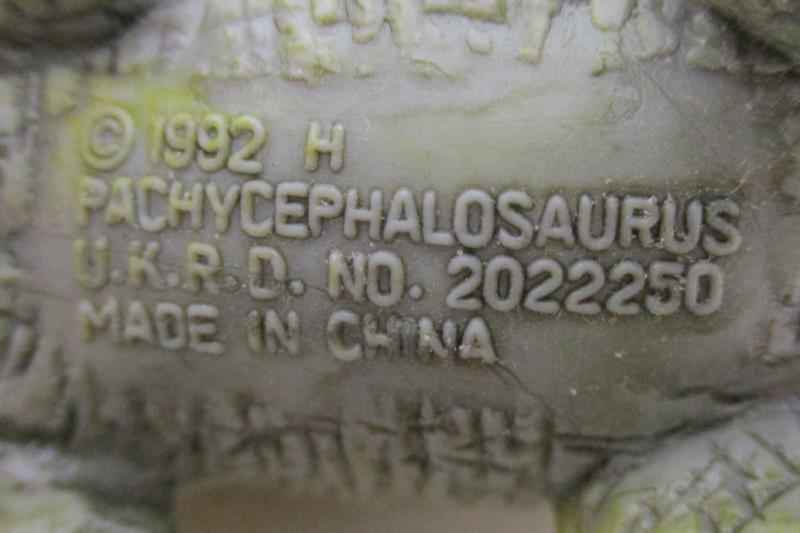 © 1992 H
PACHYCEPHALOSAURUS
U.K.R.D. NO. 2022250
MADE IN CHINA